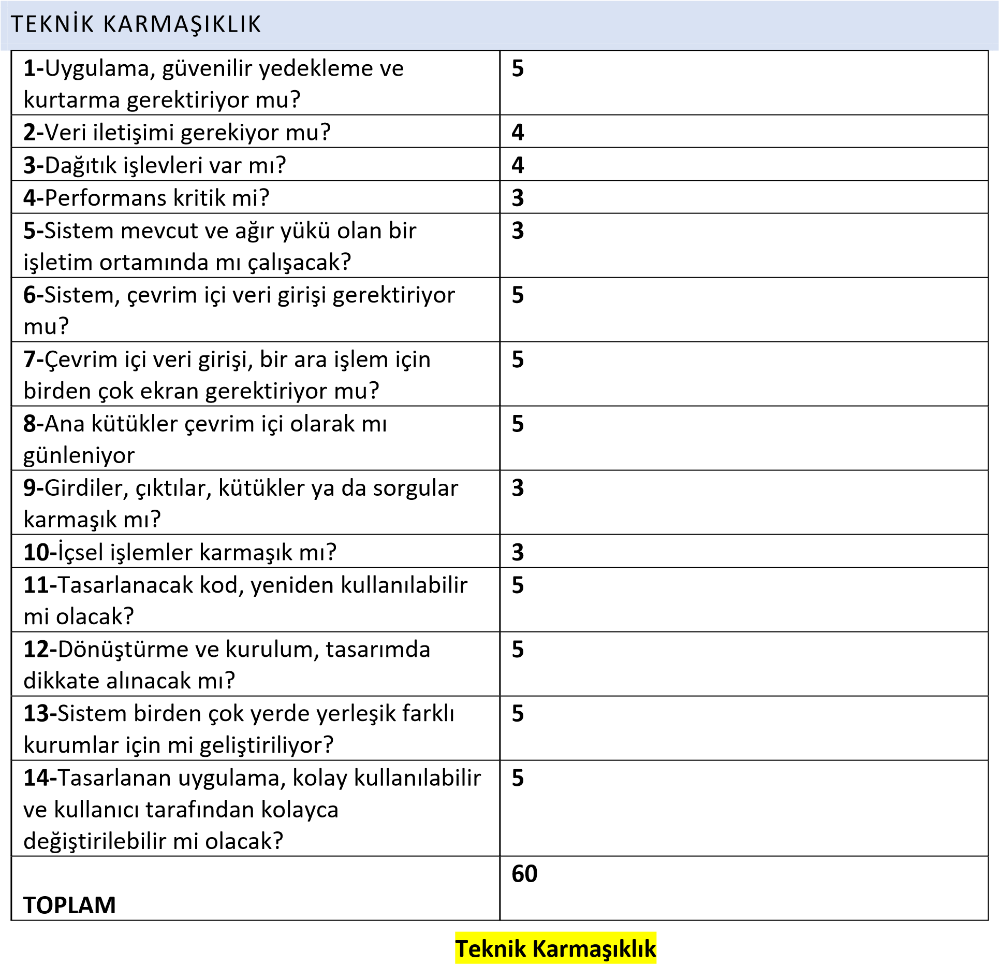 TEKNİK KARMAŞIKLIK
1-Uygulama, güvenilir yedekleme ve
kurtarma gerektiriyor mu?
5
2-Veri iletişimi gerekiyor mu?
4
3-Dağıtık işlevleri var mı?
4
4-Performans kritik mi?
3
5-Sistem mevcut ve ağır yükü olan bir
işletim ortamında mı çalışacak?
3
6-Sistem, çevrim içi veri girişi gerektiriyor
mu?
5
7-Çevrim içi veri girişi, bir ara işlem için
birden çok ekran gerektiriyor mu?
5
8-Ana kütükler çevrim içi olarak mı
günleniyor
5
9-Girdiler, çıktılar, kütükler ya da sorgular
karmaşık mı?
3
10-İçsel işlemler karmaşık mı?
3
11-Tasarlanacak kod, yeniden kullanılabilir
mi olacak?
5
12-Dönüştürme ve kurulum, tasarımda
dikkate alınacak mı?
5
13-Sistem birden çok yerde yerleşik farklı
kurumlar için mi geliştiriliyor?
5
14-Tasarlanan uygulama, kolay kullanılabilir
ve kullanıcı tarafından kolayca
değiştirilebilir mi olacak?
5
TOPLAM
60
Teknik Karmaşıklık